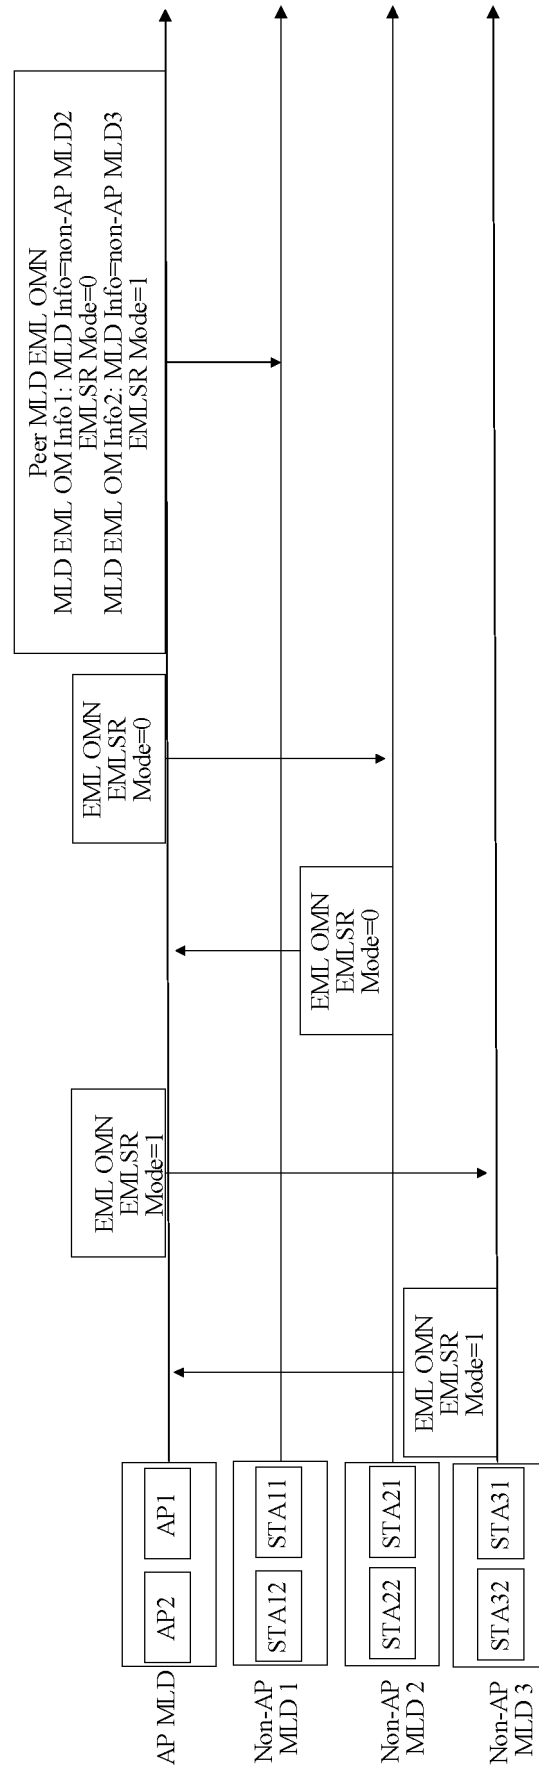 AP MLD
AP2
AP1
EML OMN
EMLSR
Mode=1
EML OMN
EMLSR
Mode=0
Peer MLD EML OMN
MLD EML OM Info1: MLD Info=non-AP MLD2
EMLSR Mode=0
MLD EML OM Info2: MLD Info=non-AP MLD3
EMLSR Mode=1
Non-AP
MLD 1
STA12
STA11
Non-AP
MLD 2
STA22
STA21
EML OMN
EMLSR
Mode=0
Non-AP
MLD 3
STA32
STA31
EML OMN
EMLSR
Mode=1